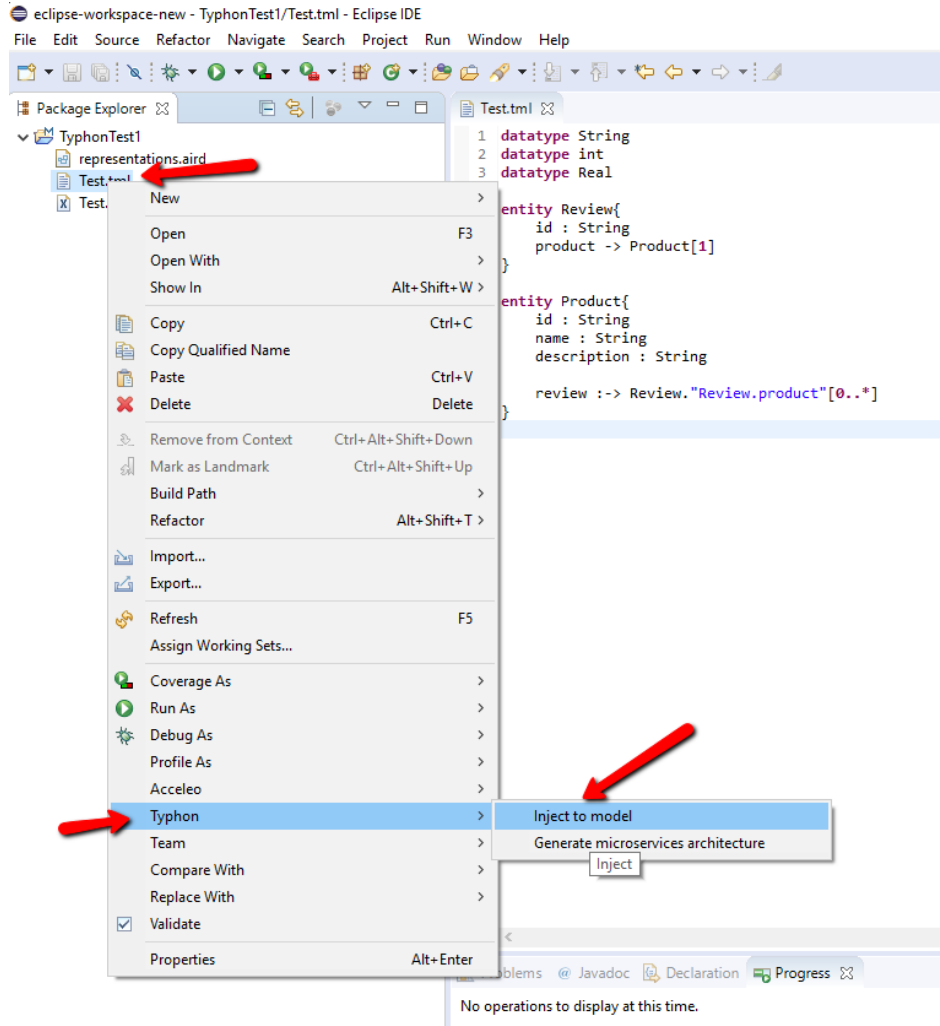 eclipse-workspace-new - TyphonTest1/Test.tml - Eclipse IDE
File Edit Source Refactor Navigate Search Project Run Window Help
Package Explorer
TyphonTest1
representations.aird
Test.tml
Test.
New
Open F3
Open With
Show In Alt+Shift+W
Copy Ctrl+C
Copy Qualified Name
Paste Ctrl+V
Delete Delete
Remove from Context Ctrl+Alt+Shift+Down
Mark as Landmark Ctrl+Alt+Shift+Up
Build Path
Refactor Alt+Shift+T
Import...
Export...
Refresh F5
Assign Working Sets...
Coverage As
Run As
Debug As
Profile As
Acceleo
Typhon
Team
Compare With
Replace With
Validate
Properties Alt+Enter
Inject to model
Generate microservices architecture
Inject
Test.tml
1 datatype String
2 datatype int
3 datatype Real
entity Review{
id : String
product -> Product[1]
}
entity Product{
id : String
name : String
description : String
review :-> Review."Review.product"[0..*]
}
oblems @ Javadoc Declaration Progress
No operations to display at this time.